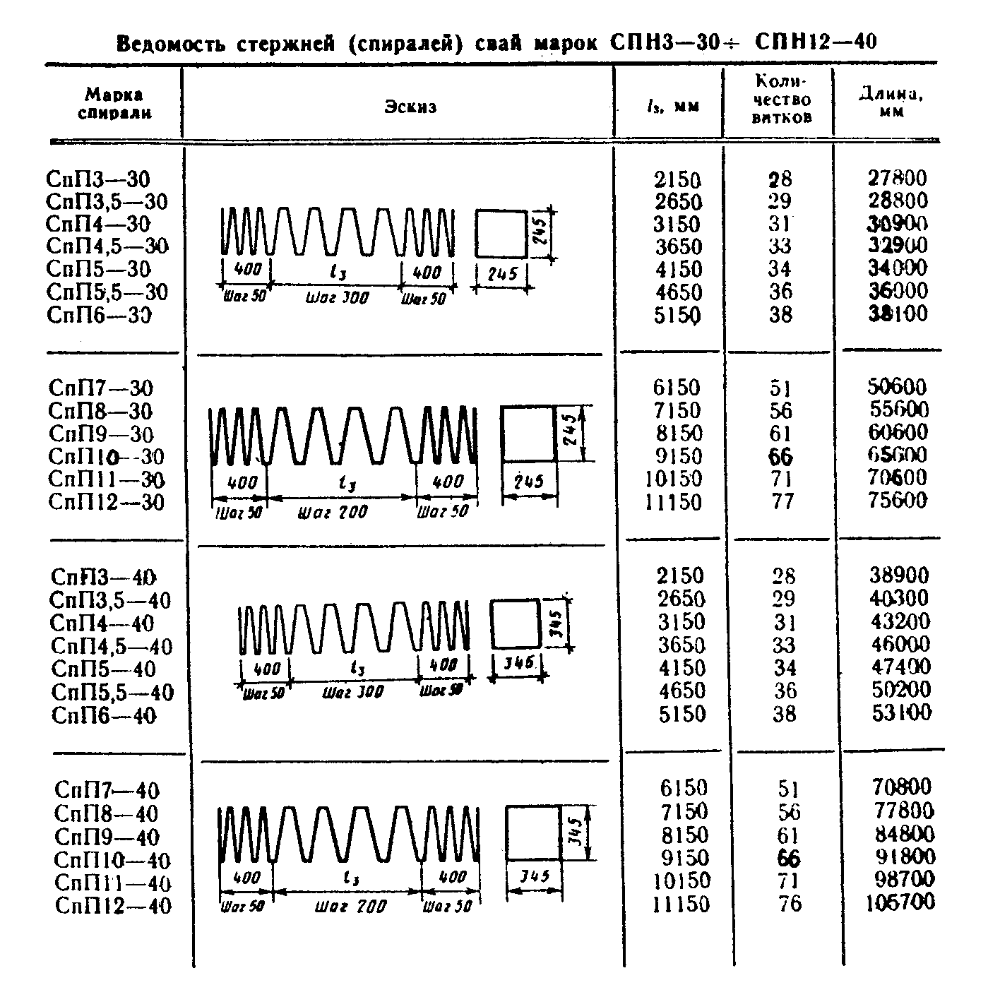 Ведомость стержней (спиралей) свай марок СПН3—30÷ СПН12—40
Марка спирали Эскиз l₃, мм Количество витков Длина, мм
СпП3—30 2150 28 27800
СпП3,5—30 2650 29 28800
СпП4—30 3150 31 30900
СпП4,5—30 3650 33 32900
СпП5—30 4150 34 34000
СпП5,5—30 4650 36 36000
СпП6—30 5150 38 38100
400 l₃ 400 245 245
Шаг 50 Шаг 300 Шаг 50
СпП7—30 6150 51 50600
СпП8—30 7150 56 55600
СпП9—30 8150 61 60600
СпП10—30 9150 66 65600
СпП11—30 10150 71 70600
СпП12—30 11150 77 75600
400 l₃ 400 245 245
Шаг 50 Шаг 200 Шаг 50
СпП3—40 2150 28 38900
СпП3,5—40 2650 29 40300
СпП4—40 3150 31 43200
СпП4,5—40 3650 33 46000
СпП5—40 4150 34 47400
СпП5,5—40 4650 36 50200
СпП6—40 5150 38 53100
400 l₃ 400 345 345
Шаг 50 Шаг 300 Шаг 50
СпП7—40 6150 51 70800
СпП8—40 7150 56 77800
СпП9—40 8150 61 84800
СпП10—40 9150 66 91800
СпП11—40 10150 71 98700
СпП12—40 11150 76 105700
400 l₃ 400 345 345
Шаг 50 Шаг 200 Шаг 50